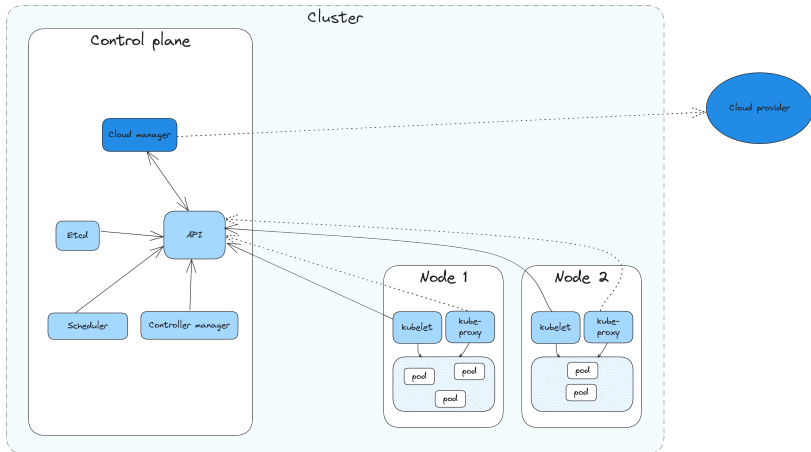 Cluster
Control plane
Cloud manager
Cloud provider
Etcd
API
Scheduler
Controller manager
Node 1
kubelet
kube-
proxy
pod
pod
pod
Node 2
kubelet
kube-
proxy
pod
pod